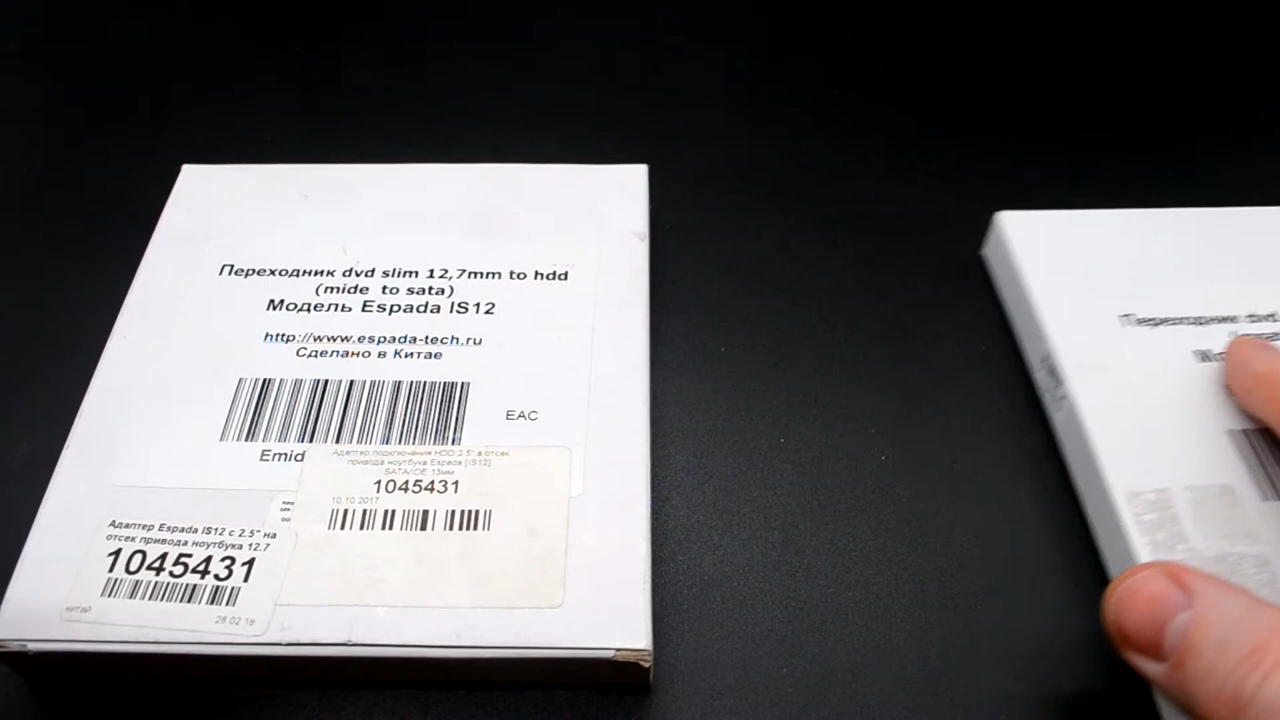 Переходник dvd slim 12,7mm to hdd
(mide to sata)
Модель Espada IS12
http://www.espada-tech.ru
Сделано в Китае
EAC
Emid
Адаптер подключения HDD 2.5" в отсек
привода ноутбука Espada [IS12]
SATA/IDE 13мм
1045431
10.10.2017
Адаптер Espada IS12 с 2.5" на
отсек привода ноутбука 12.7
1045431
китай
28.02.18
Переходник dvd